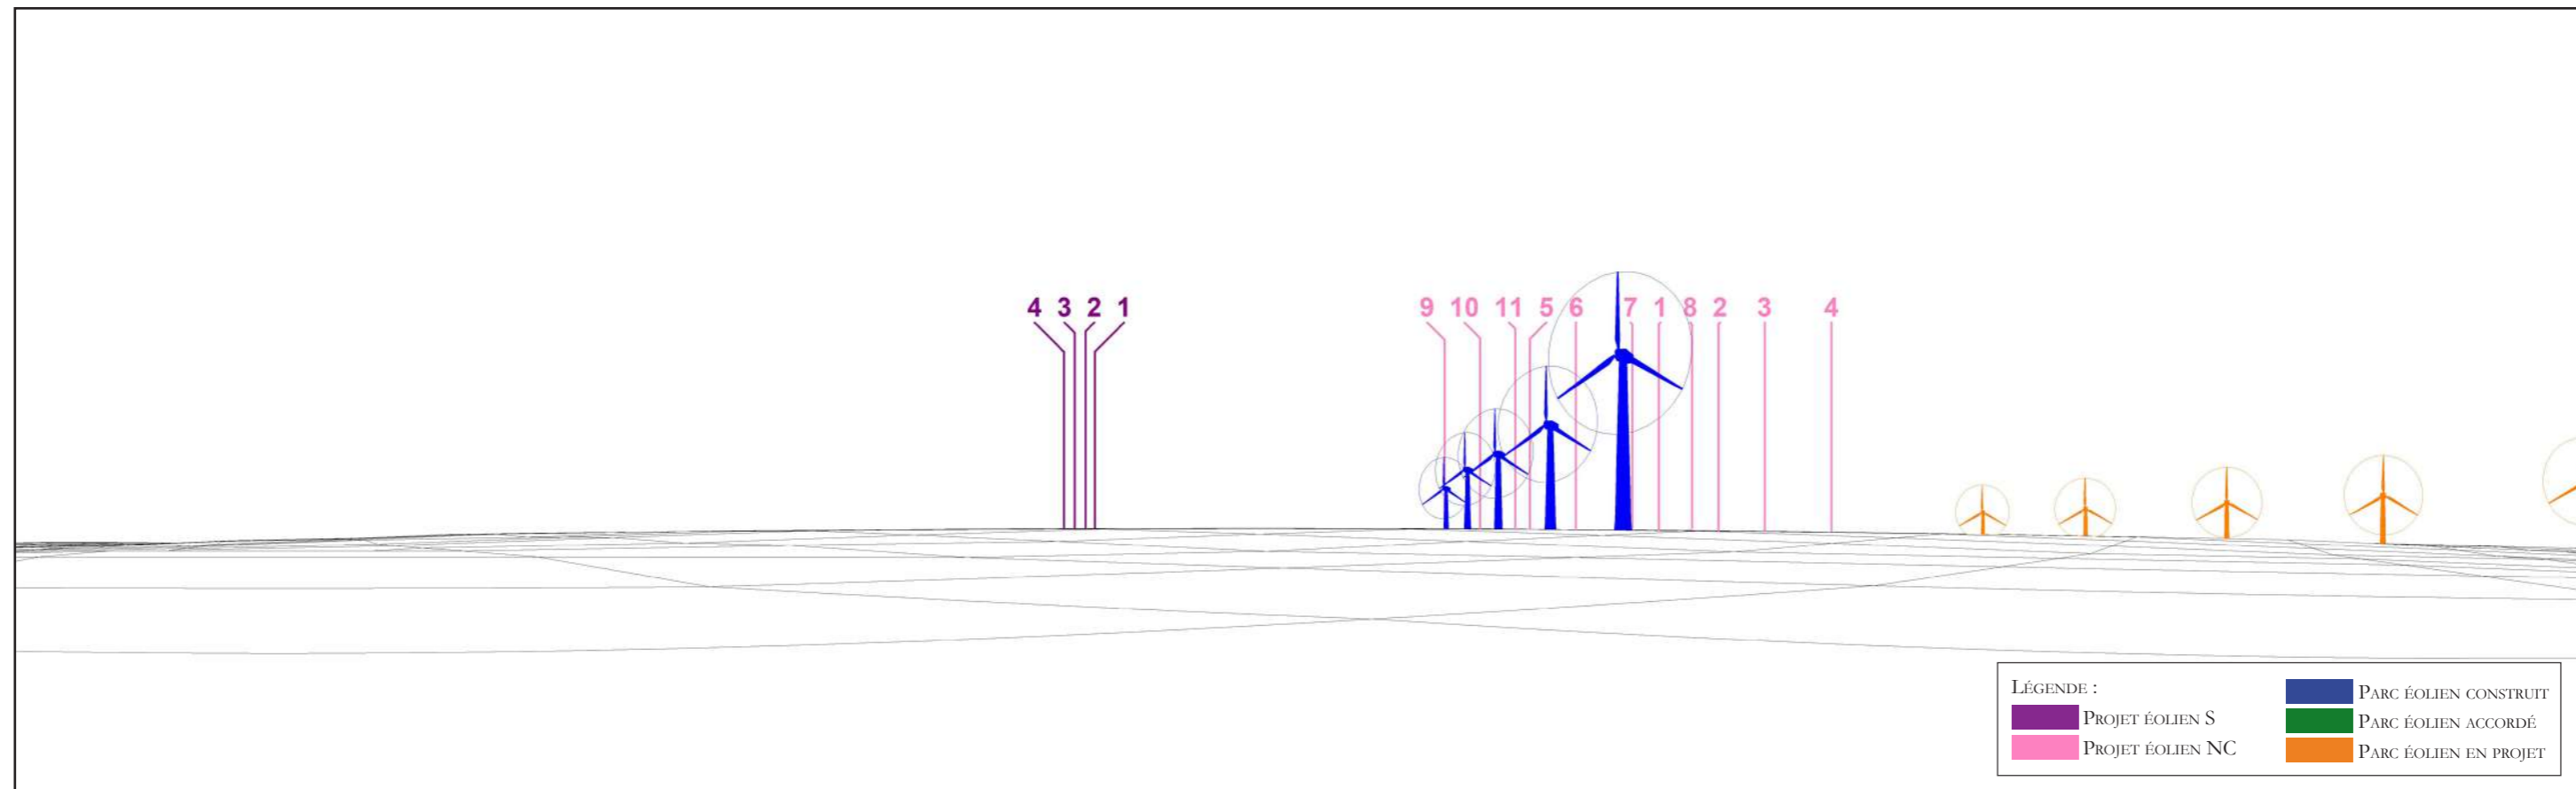 4 3 2 1 9 10 11 5 6 7 1 8 2 3 4
Légende :
Projet éolien S
Projet éolien NC
Parc éolien construit
Parc éolien accordé
Parc éolien en projet